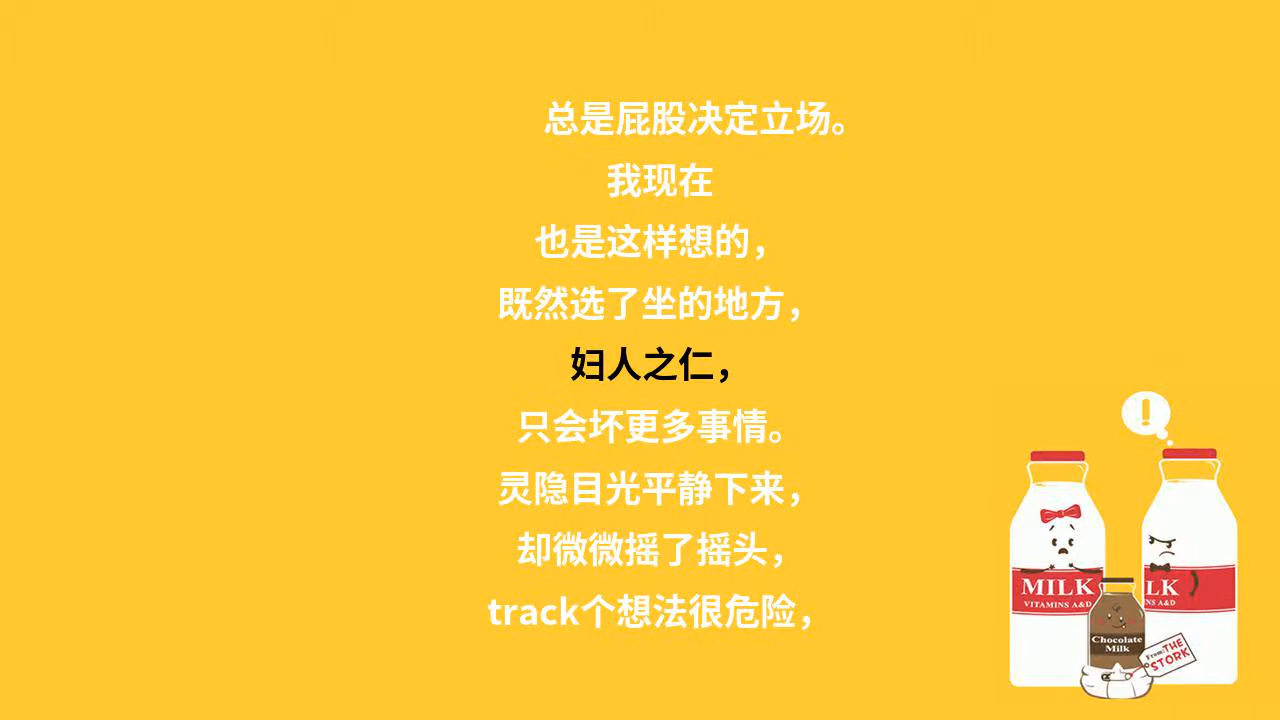 总是屁股决定立场。
我现在
也是这样想的，
既然选了坐的地方，
妇人之仁，
只会坏更多事情。
灵隐目光平静下来，
却微微摇了摇头，
track个想法很危险，
!
MILK
VITAMINS A&D
LK
NS A&D
Chocolate
Milk
From: THE
STORK